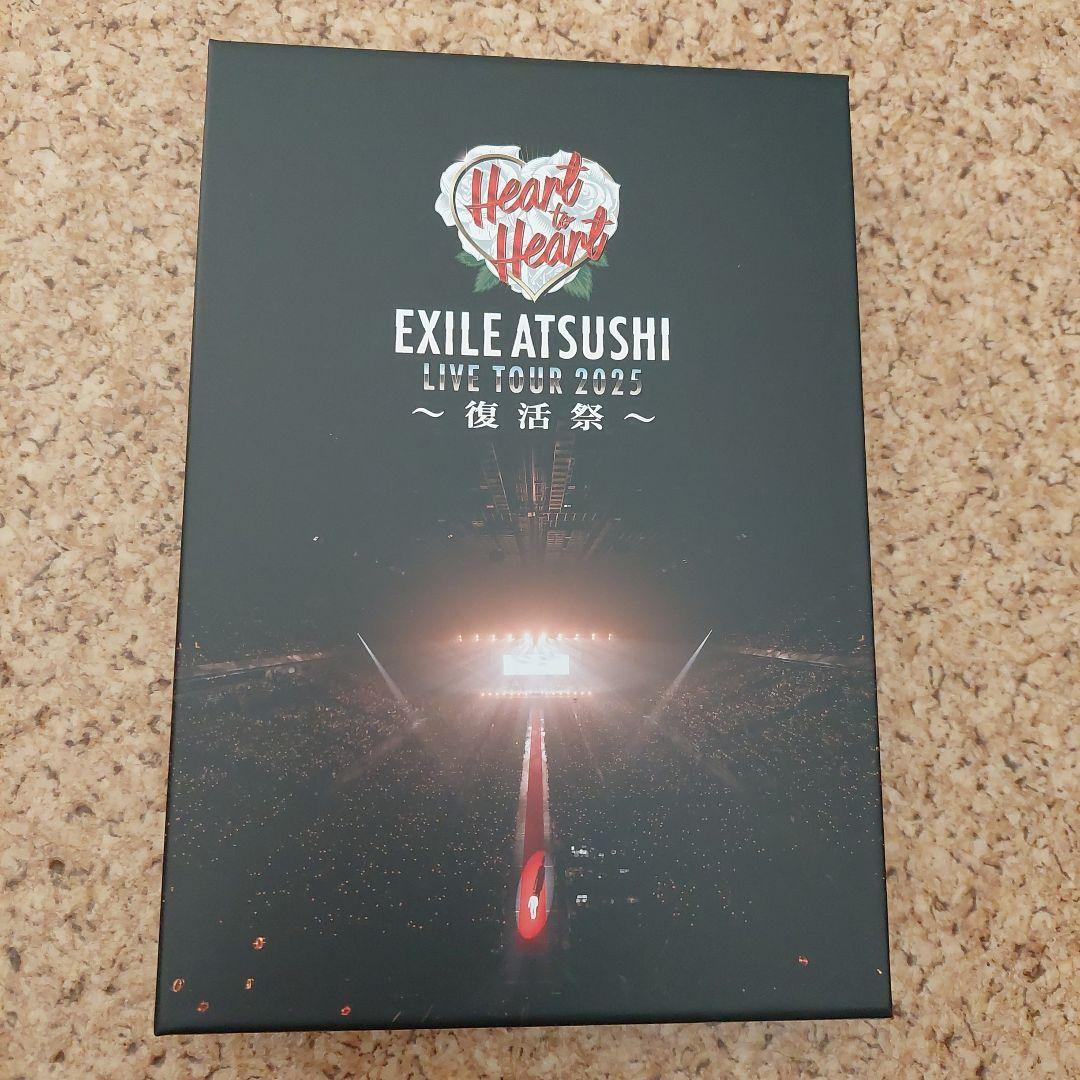 Heart
to
Heart
EXILE ATSUSHI
LIVE TOUR 2025
～復活祭～